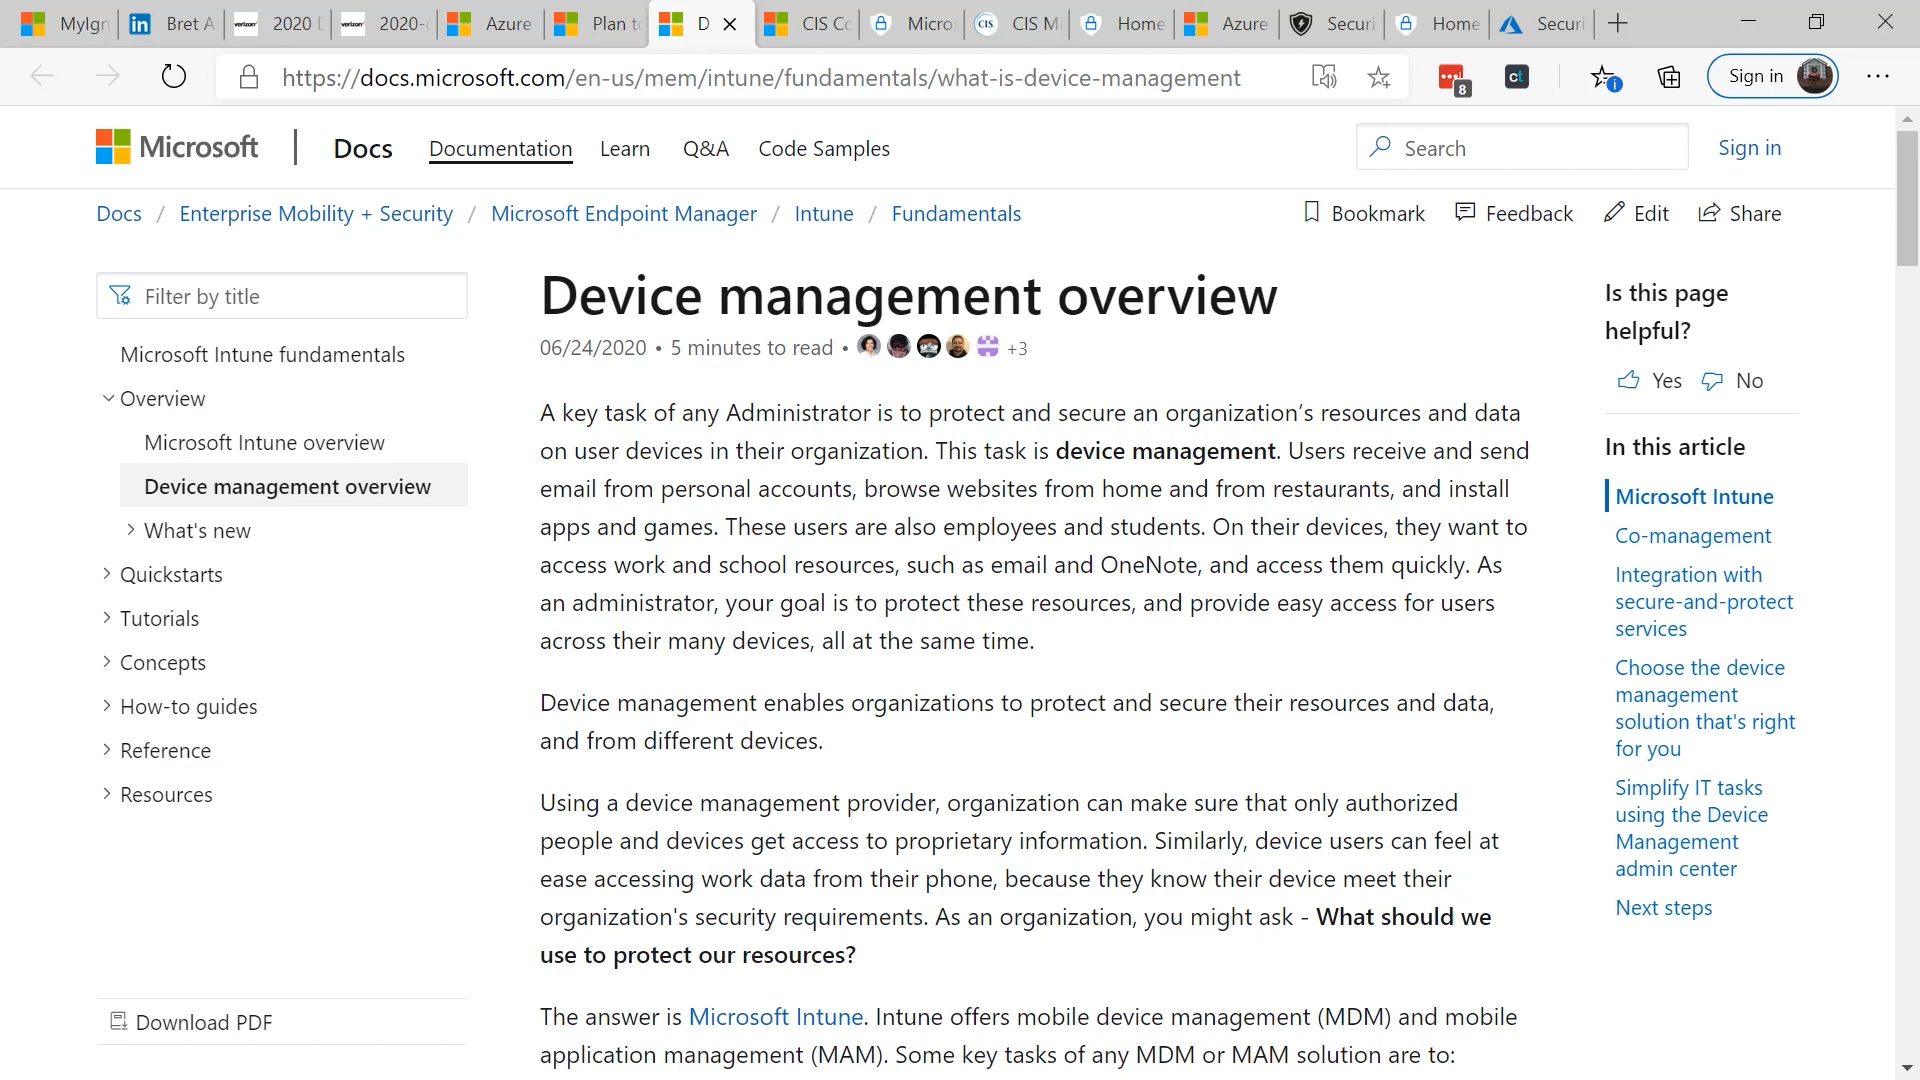 MyIgn
Bret A
verizon 2020 D
verizon 2020-
Azure
Plan to
D
CIS Co
Micros
CIS CIS Mi
Home
Azure
Securi
Home
Securi
https://docs.microsoft.com/en-us/mem/intune/fundamentals/what-is-device-management
8
ct
Sign in
Microsoft
Docs
Documentation
Learn
Q&A
Code Samples
Search
Sign in
Docs / Enterprise Mobility + Security / Microsoft Endpoint Manager / Intune / Fundamentals
Bookmark
Feedback
Edit
Share
Filter by title
Microsoft Intune fundamentals
Overview
Microsoft Intune overview
Device management overview
What's new
Quickstarts
Tutorials
Concepts
How-to guides
Reference
Resources
Download PDF
Device management overview
06/24/2020 • 5 minutes to read • +3
A key task of any Administrator is to protect and secure an organization’s resources and data
on user devices in their organization. This task is device management. Users receive and send
email from personal accounts, browse websites from home and from restaurants, and install
apps and games. These users are also employees and students. On their devices, they want to
access work and school resources, such as email and OneNote, and access them quickly. As
an administrator, your goal is to protect these resources, and provide easy access for users
across their many devices, all at the same time.
Device management enables organizations to protect and secure their resources and data,
and from different devices.
Using a device management provider, organization can make sure that only authorized
people and devices get access to proprietary information. Similarly, device users can feel at
ease accessing work data from their phone, because they know their device meet their
organization's security requirements. As an organization, you might ask - What should we
use to protect our resources?
The answer is Microsoft Intune. Intune offers mobile device management (MDM) and mobile
application management (MAM). Some key tasks of any MDM or MAM solution are to:
Is this page
helpful?
Yes
No
In this article
Microsoft Intune
Co-management
Integration with
secure-and-protect
services
Choose the device
management
solution that's right
for you
Simplify IT tasks
using the Device
Management
admin center
Next steps